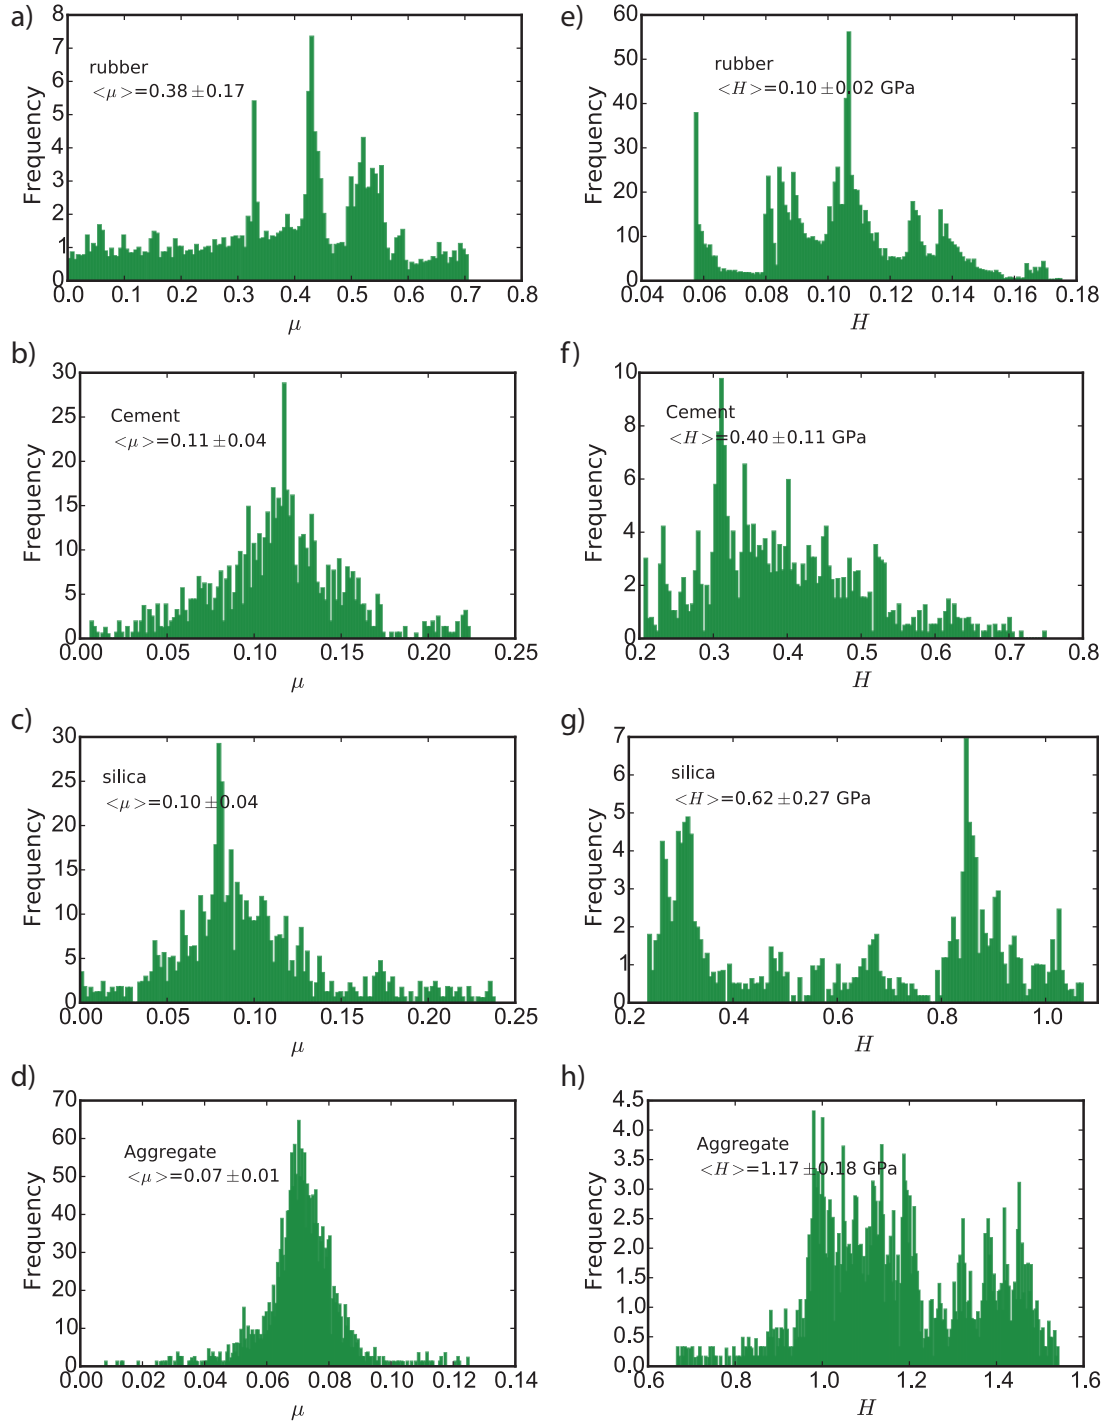 a)
Frequency
8
7
6
5
4
3
2
1
0
rubber
<μ>=0.38±0.17
0.0 0.1 0.2 0.3 0.4 0.5 0.6 0.7 0.8
μ
e)
Frequency
60
50
40
30
20
10
0
rubber
<H>=0.10±0.02 GPa
0.04 0.06 0.08 0.10 0.12 0.14 0.16 0.18
H
b)
Frequency
30
25
20
15
10
5
0
Cement
<μ>=0.11±0.04
0.00 0.05 0.10 0.15 0.20 0.25
μ
f)
Frequency
10
8
6
4
2
0
Cement
<H>=0.40±0.11 GPa
0.2 0.3 0.4 0.5 0.6 0.7 0.8
H
c)
Frequency
30
25
20
15
10
5
0
silica
<μ>=0.10±0.04
0.00 0.05 0.10 0.15 0.20 0.25
μ
g)
Frequency
7
6
5
4
3
2
1
0
silica
<H>=0.62±0.27 GPa
0.2 0.4 0.6 0.8 1.0
H
d)
Frequency
70
60
50
40
30
20
10
0
Aggregate
<μ>=0.07±0.01
0.00 0.02 0.04 0.06 0.08 0.10 0.12 0.14
μ
h)
Frequency
4.5
4.0
3.5
3.0
2.5
2.0
1.5
1.0
0.5
0.0
Aggregate
<H>=1.17±0.18 GPa
0.6 0.8 1.0 1.2 1.4 1.6
H